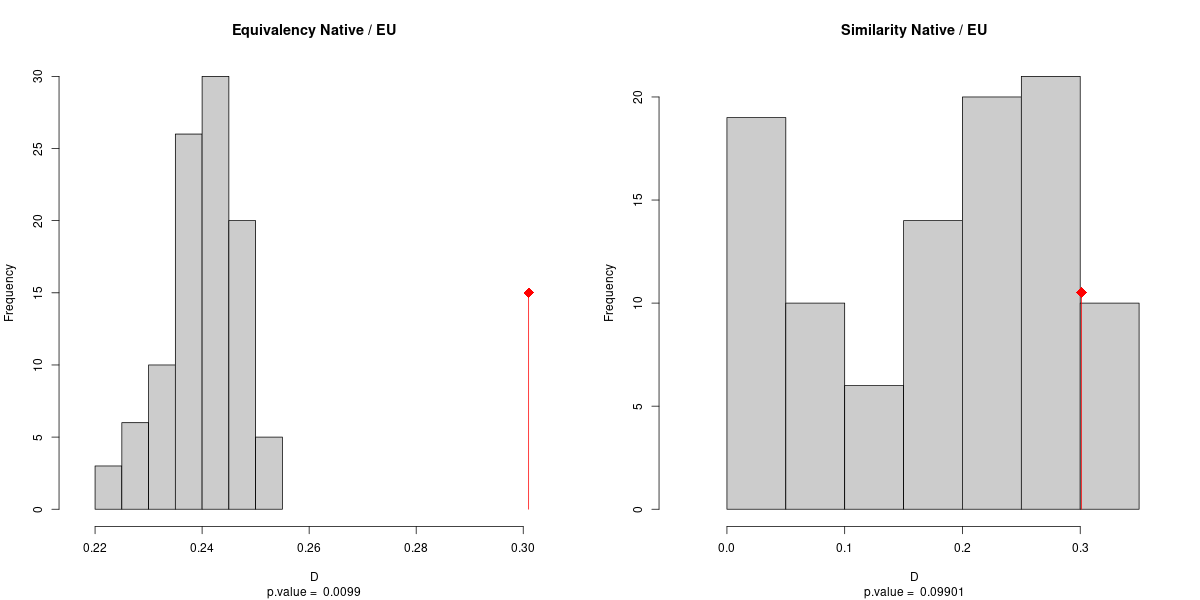 Equivalency Native / EU
Frequency
0
5
10
15
20
25
30
0.22
0.24
0.26
0.28
0.30
D
p.value = 0.0099
Similarity Native / EU
Frequency
0
5
10
15
20
0.0
0.1
0.2
0.3
D
p.value = 0.09901